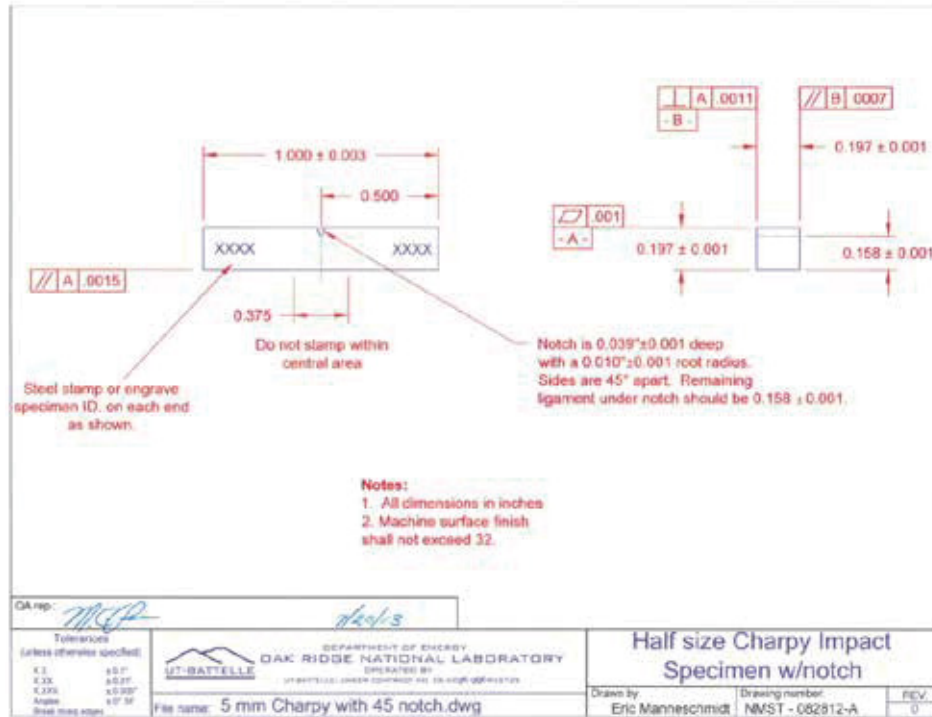 ⊥ A .0011
- B -
// B .0007
0.197 ± 0.001
1.000 ± 0.003
0.500
▱ .001
- A -
XXXX
XXXX
0.197 ± 0.001
0.158 ± 0.001
// A .0015
0.375
Do not stamp within
central area
Notch is 0.039"±0.001 deep
with a 0.010"±0.001 root radius.
Sides are 45° apart. Remaining
ligament under notch should be 0.158 ± .001.
Steel stamp or engrave
specimen ID. on each end
as shown.
Notes:
1. All dimensions in inches
2. Machine surface finish
shall not exceed 32.
QA rep.:
Tolerances
(unless otherwise specified)
X.X
X.XX
X.XXX
Angles
Break sharp edges
UT-BATTELLE
DEPARTMENT OF ENERGY
OAK RIDGE NATIONAL LABORATORY
OPERATED BY
File name: 5 mm Charpy with 45 notch.dwg
Half size Charpy Impact
Specimen w/notch
Drawn by
Eric Manneschmidt
Drawing number
NMST - 082812-A
REV.
0